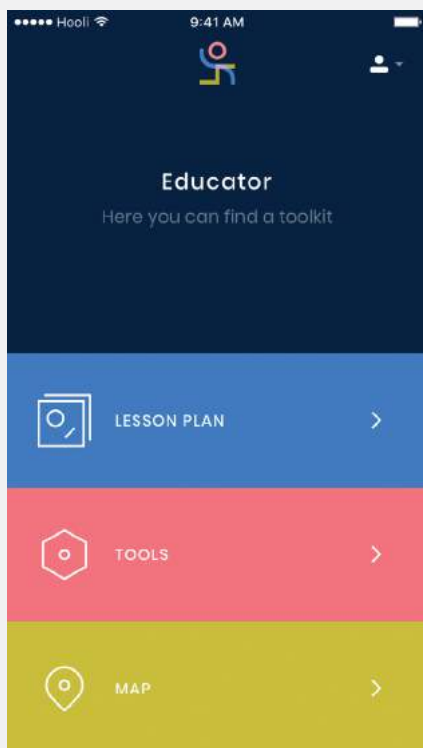 Hooli 9:41 AM
Educator
Here you can find a toolkit
LESSON PLAN
TOOLS
MAP